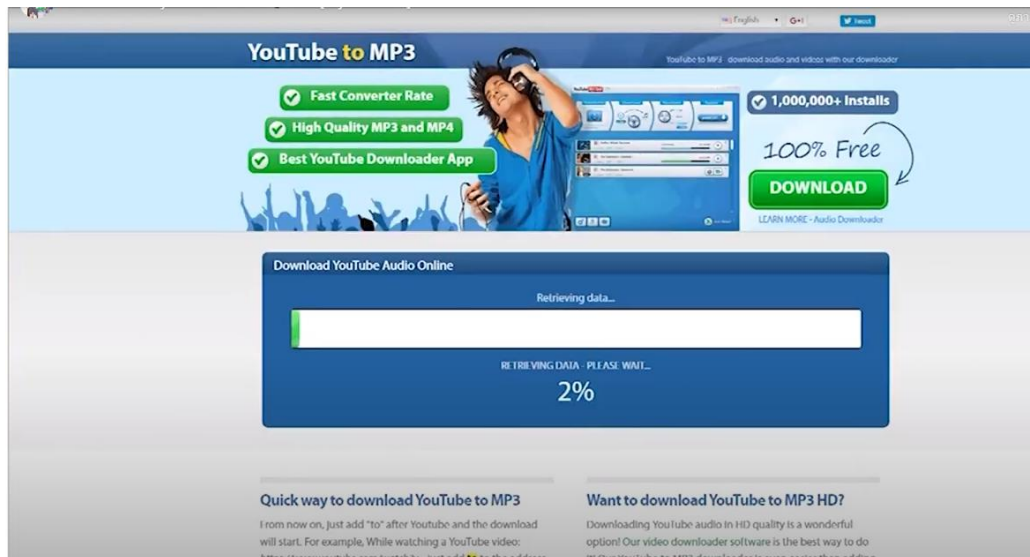 English
G+1
Tweet
YouTube to MP3
YouTube to MP3 download audio and videos with our downloader
Fast Converter Rate
High Quality MP3 and MP4
Best YouTube Downloader App
1,000,000+ Installs
100% Free
DOWNLOAD
LEARN MORE - Audio Downloader
Download YouTube Audio Online
Retrieving data...
RETRIEVING DATA - PLEASE WAIT...
2%
Quick way to download YouTube to MP3
From now on, just add "to" after Youtube and the download
will start. For example, While watching a YouTube video:
Want to download YouTube to MP3 HD?
Downloading YouTube audio in HD quality is a wonderful
option! Our video downloader software is the best way to do